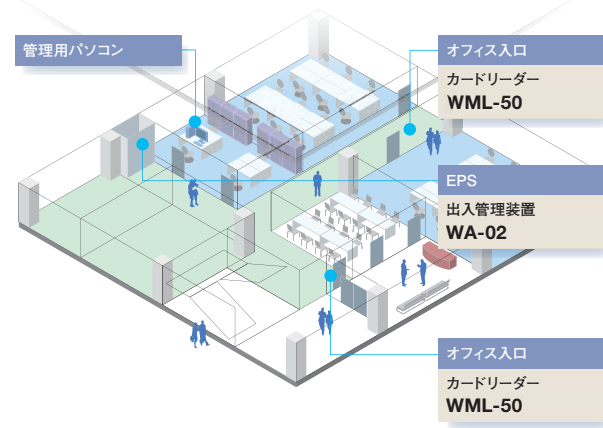 管理用パソコン
オフィス入口
カードリーダー
WML-50
EPS
出入管理装置
WA-02
オフィス入口
カードリーダー
WML-50